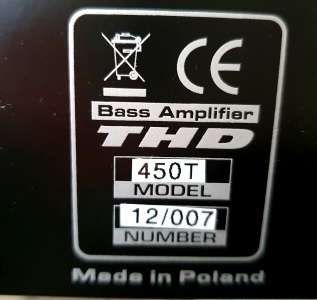 CE
Bass Amplifier
THD
450T
MODEL
12/007
NUMBER
Made in Poland